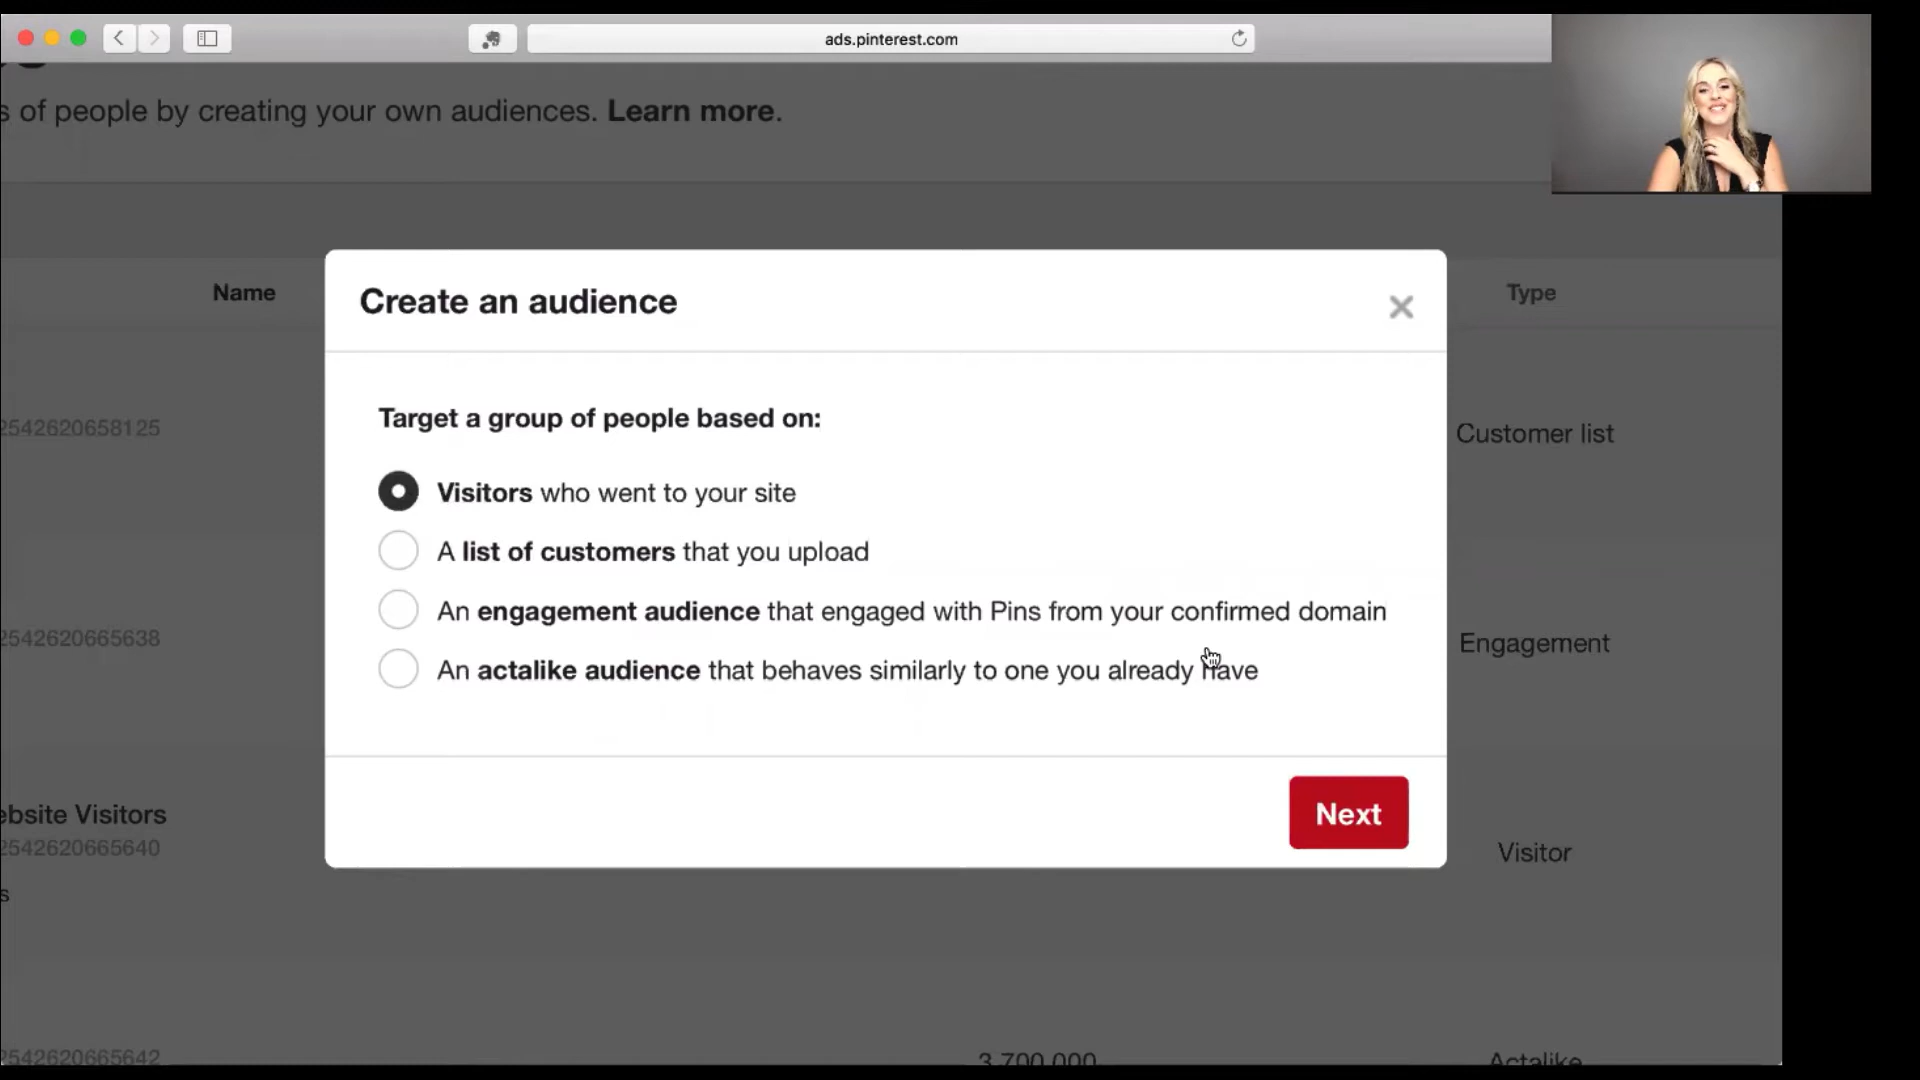 ads.pinterest.com
s of people by creating your own audiences. Learn more.
Name
Type
Create an audience
Target a group of people based on:
Visitors who went to your site
A list of customers that you upload
An engagement audience that engaged with Pins from your confirmed domain
An actalike audience that behaves similarly to one you already have
Next
2542620658125
Customer list
2542620665638
Engagement
ebsite Visitors
2542620665640
Visitor
s
2542620665642
3,700,000
Actalike